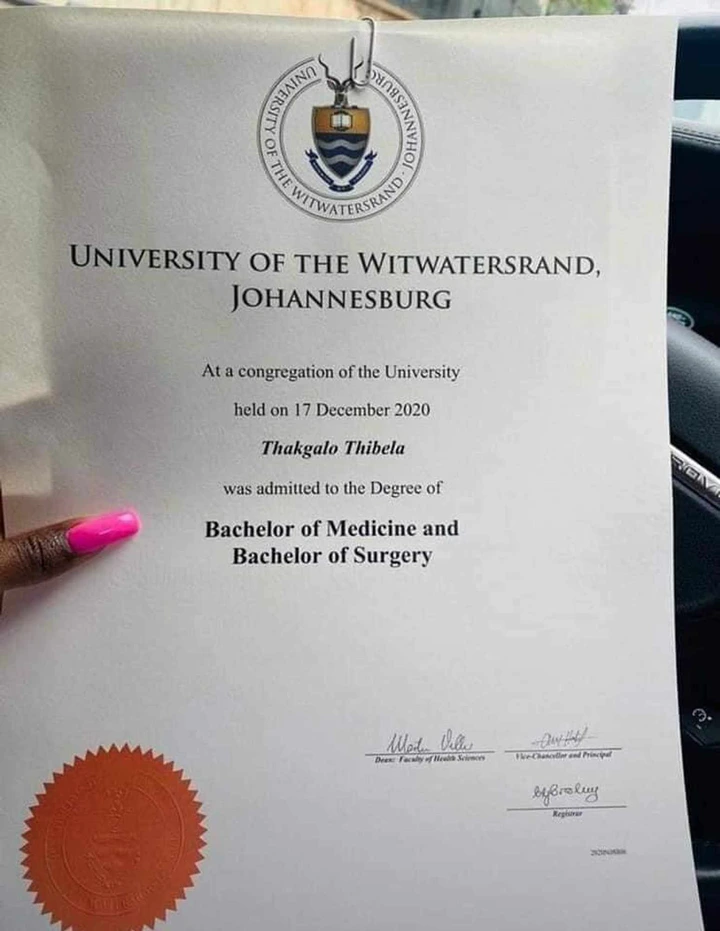 UNIVERSITY OF THE WITWATERSRAND · JOHANNESBURG
UNIVERSITY OF THE WITWATERSRAND,
JOHANNESBURG
At a congregation of the University
held on 17 December 2020
Thakgalo Thibela
was admitted to the Degree of
Bachelor of Medicine and
Bachelor of Surgery
Dean: Faculty of Health Sciences
Vice-Chancellor and Principal
Registrar